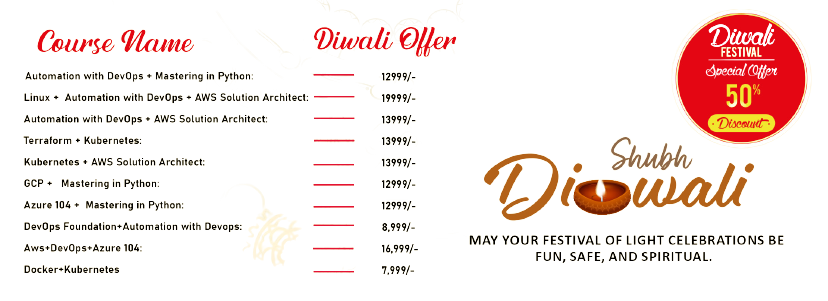 Course Name Diwali Offer
Automation with DevOps + Mastering in Python: 12999/-
Linux + Automation with DevOps + AWS Solution Architect: 19999/-
Automation with DevOps + AWS Solution Architect: 13999/-
Terraform + Kubernetes: 13999/-
Kubernetes + AWS Solution Architect: 13999/-
GCP + Mastering in Python: 12999/-
Azure 104 + Mastering in Python: 12999/-
DevOps Foundation+Automation with Devops: 8,999/-
Aws+DevOps+Azure 104: 16,999/-
Docker+Kubernetes 7,999/-
Diwali
FESTIVAL
Special Offer
50%
Discount
Shubh
Diwali
MAY YOUR FESTIVAL OF LIGHT CELEBRATIONS BE
FUN, SAFE, AND SPIRITUAL.